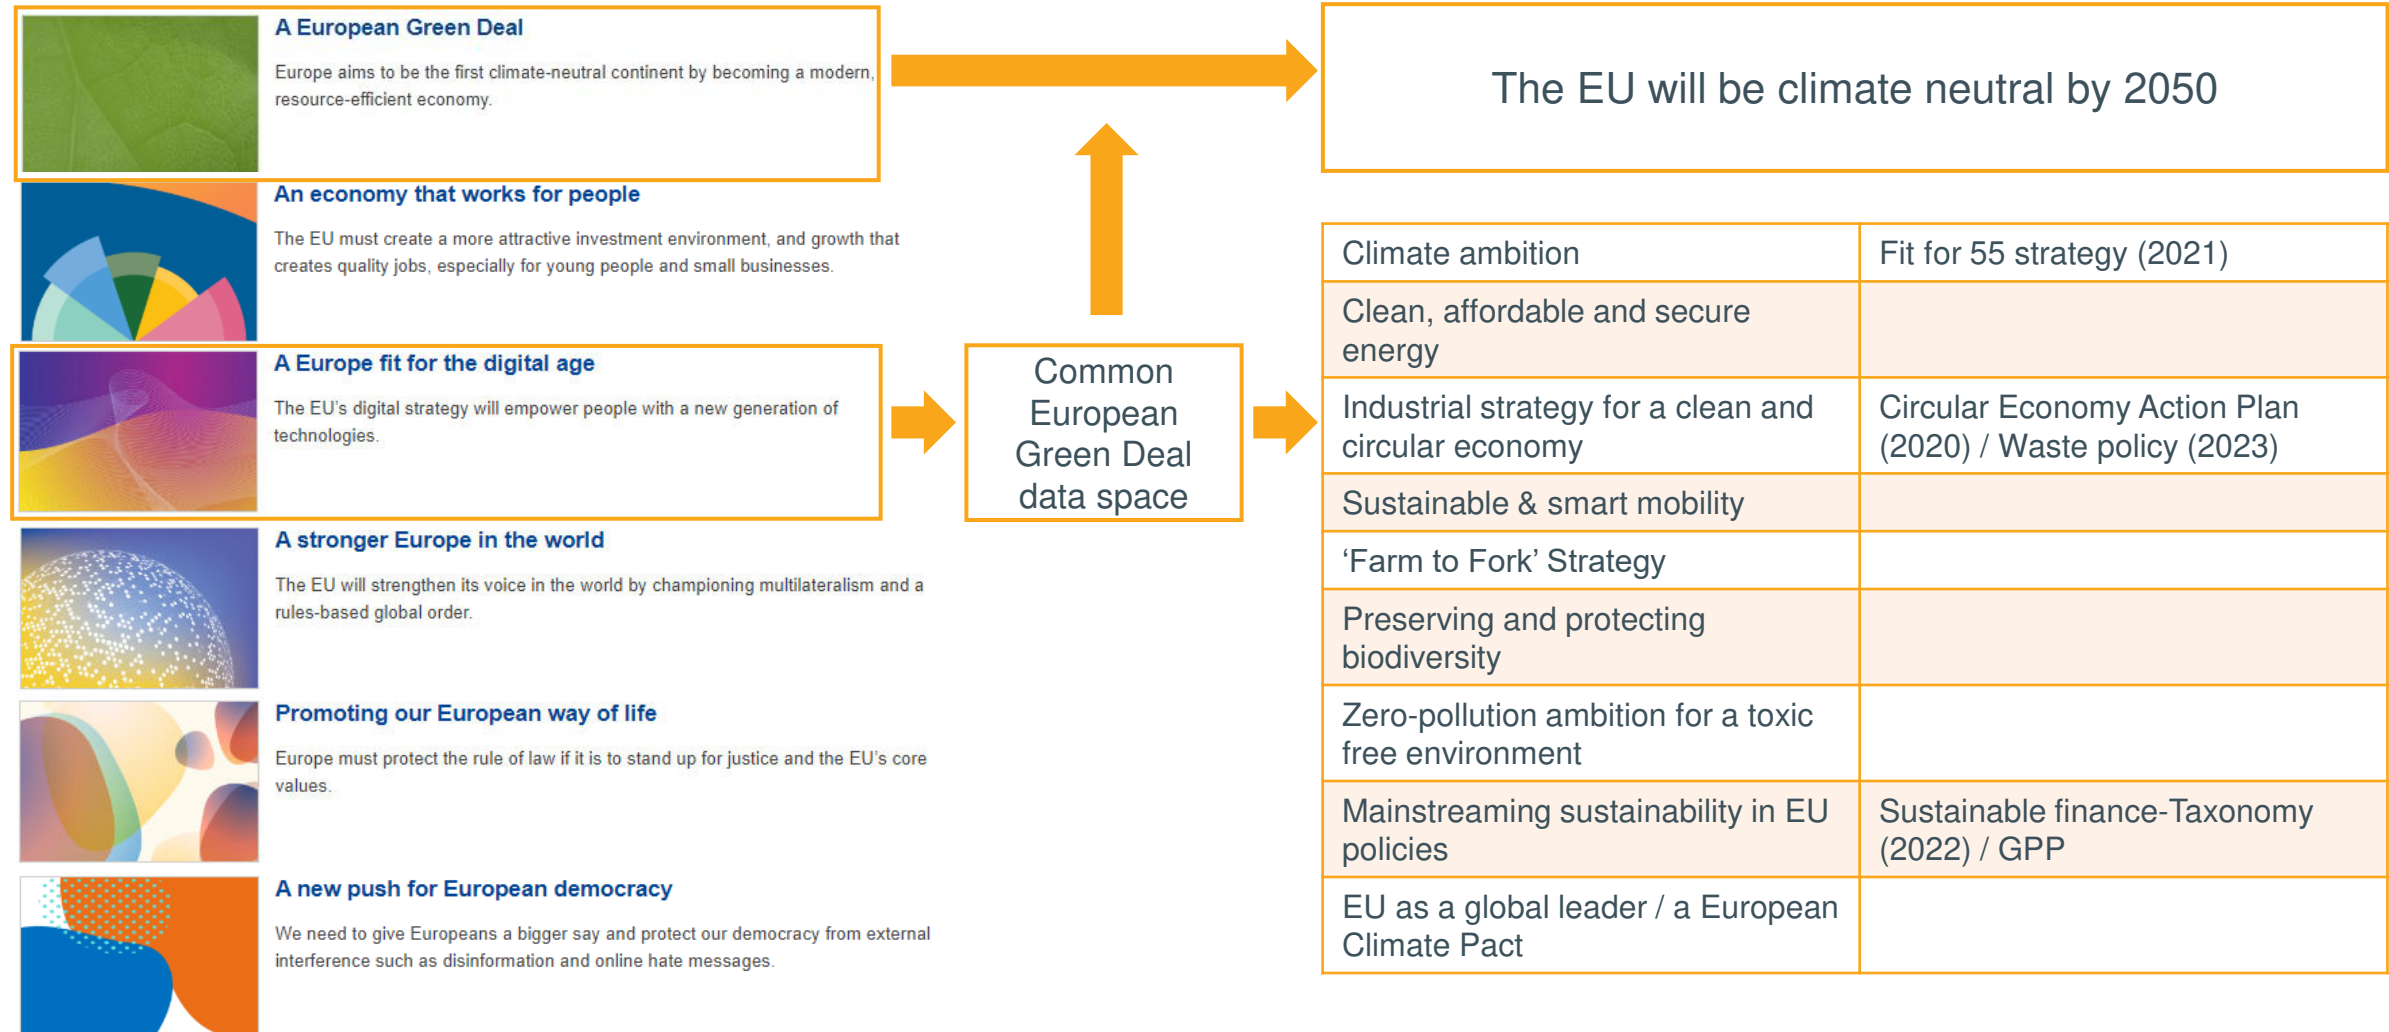 A European Green Deal
Europe aims to be the first climate-neutral continent by becoming a modern,
resource-efficient economy.
An economy that works for people
The EU must create a more attractive investment environment, and growth that
creates quality jobs, especially for young people and small businesses.
A Europe fit for the digital age
The EU's digital strategy will empower people with a new generation of
technologies.
A stronger Europe in the world
The EU will strengthen its voice in the world by championing multilateralism and a
rules-based global order.
Promoting our European way of life
Europe must protect the rule of law if it is to stand up for justice and the EU's core
values.
A new push for European democracy
We need to give Europeans a bigger say and protect our democracy from external
interference such as disinformation and online hate messages.
Common
European
Green Deal
data space
The EU will be climate neutral by 2050
Climate ambition
Fit for 55 strategy (2021)
Clean, affordable and secure
energy
Industrial strategy for a clean and
circular economy
Circular Economy Action Plan
(2020) / Waste policy (2023)
Sustainable & smart mobility
‘Farm to Fork’ Strategy
Preserving and protecting
biodiversity
Zero-pollution ambition for a toxic
free environment
Mainstreaming sustainability in EU
policies
Sustainable finance-Taxonomy
(2022) / GPP
EU as a global leader / a European
Climate Pact